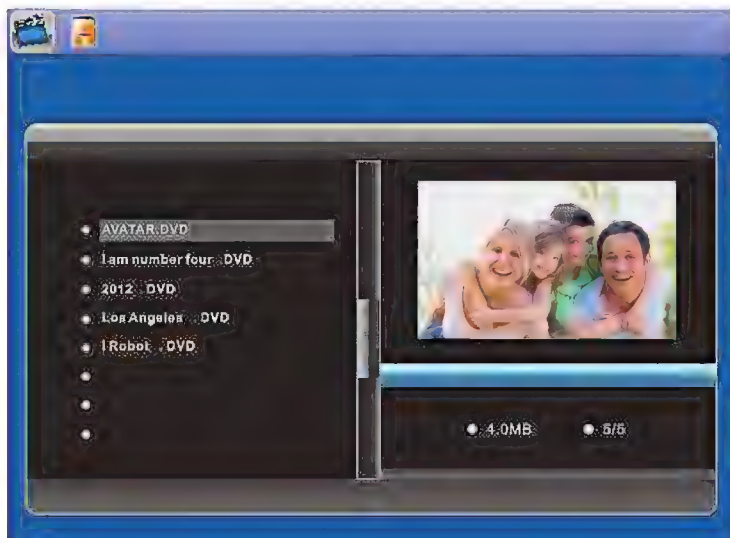 AVATAR.DVD
I am number four .DVD
2012 .DVD
Los Angeles .DVD
I Robot .DVD
4.0MB
5/5